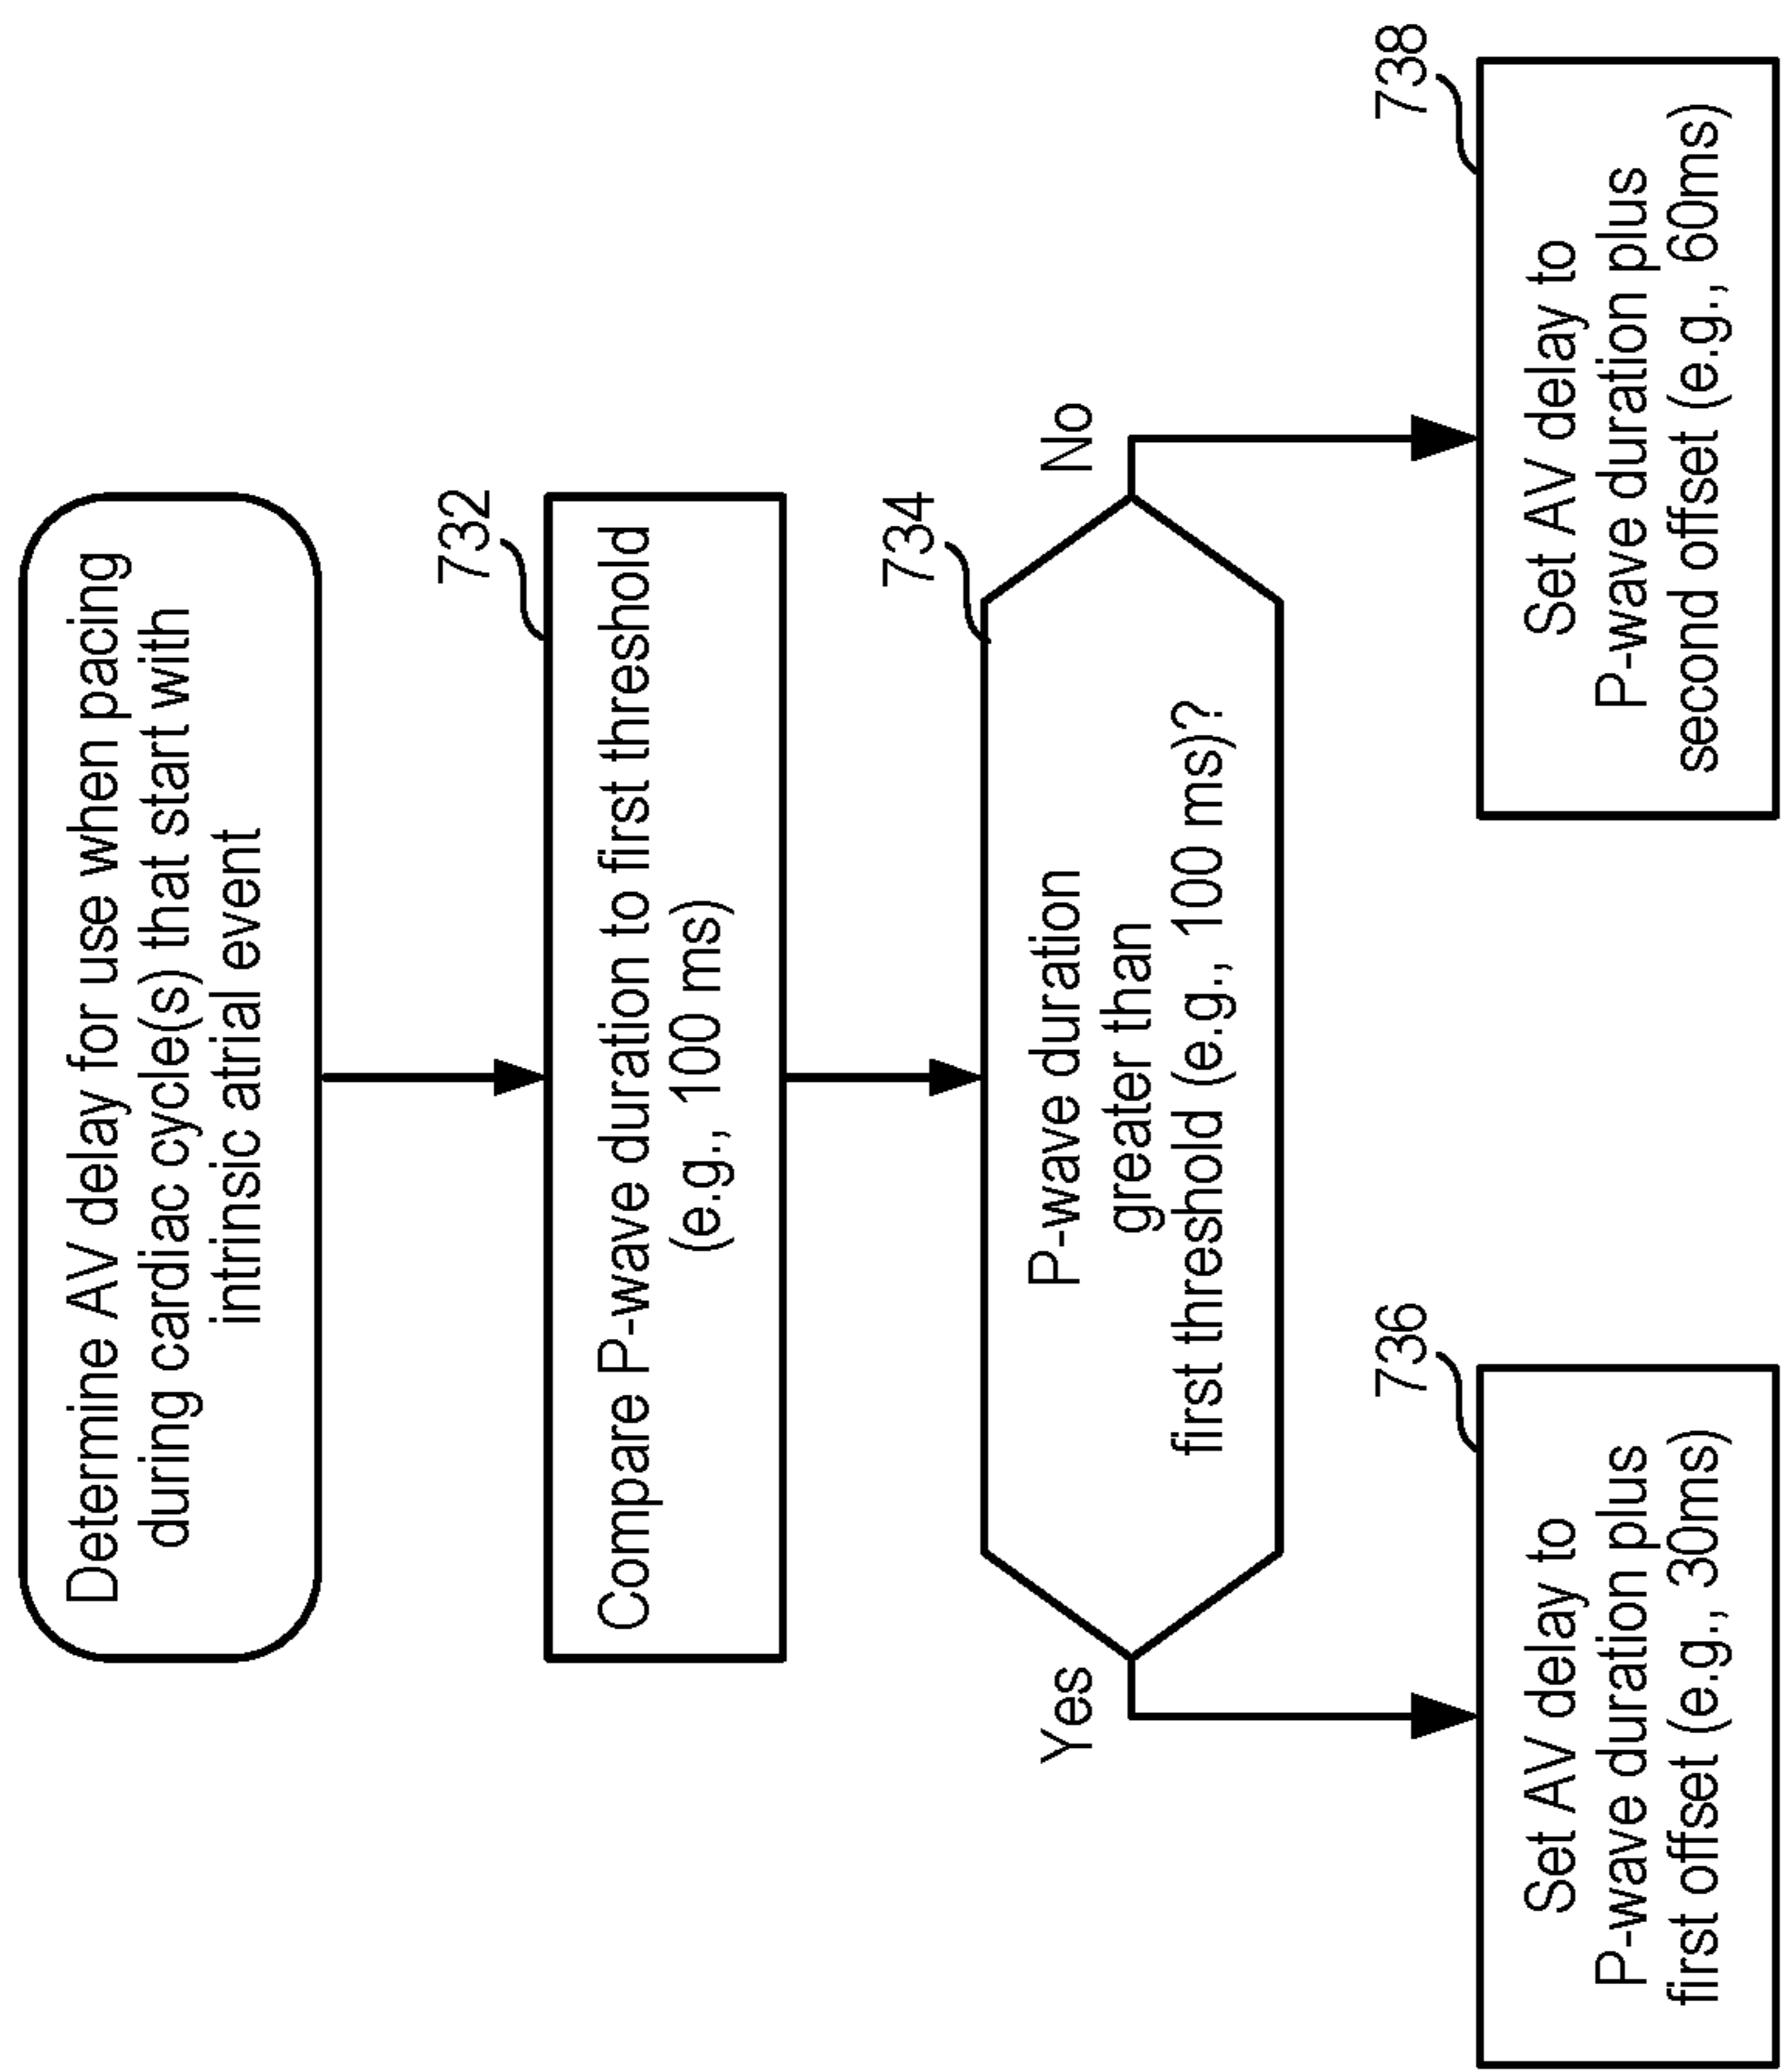 Determine AV delay for use when pacing
during cardiac cycle(s) that start with
intrinsic atrial event
732
Compare P-wave duration to first threshold
(e.g., 100 ms)
734
P-wave duration
greater than
first threshold (e.g., 100 ms)?
Yes
No
736
Set AV delay to
P-wave duration plus
first offset (e.g., 30ms)
738
Set AV delay to
P-wave duration plus
second offset (e.g., 60ms)